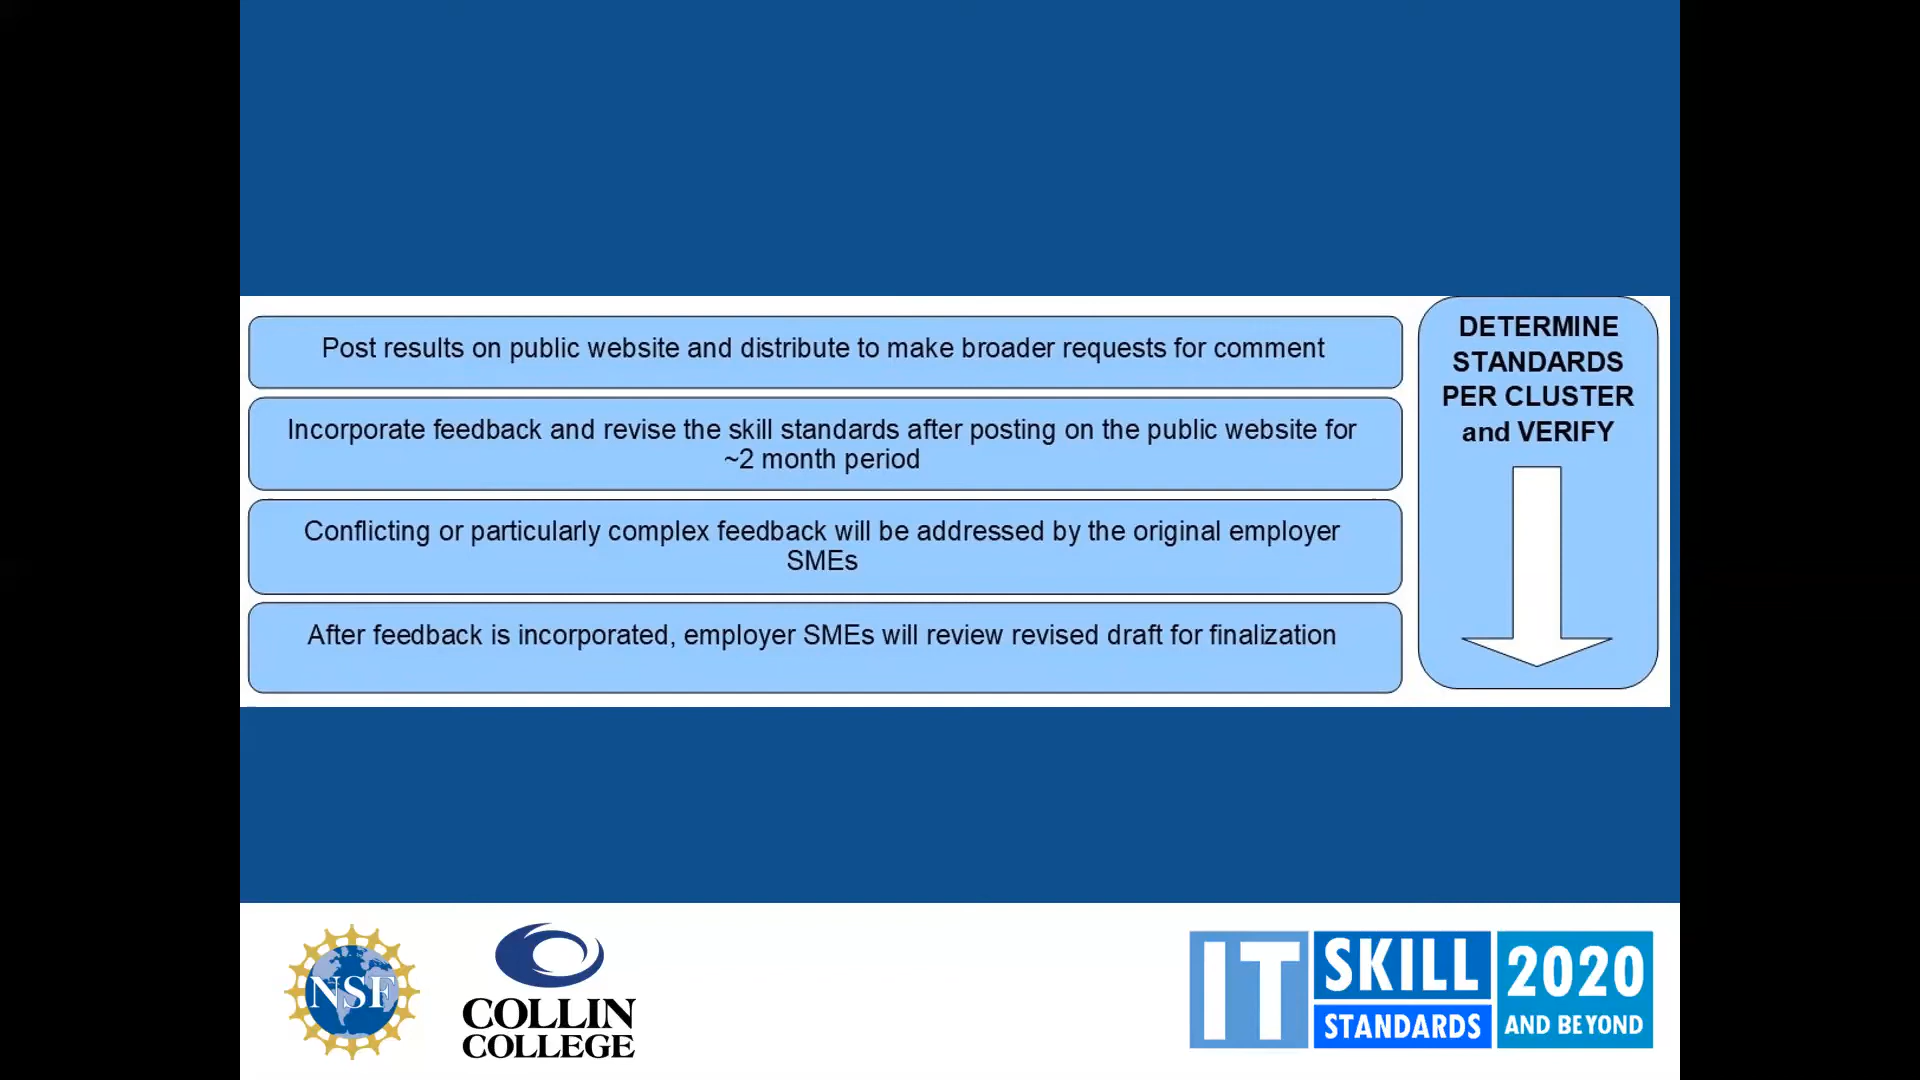 Post results on public website and distribute to make broader requests for comment
Incorporate feedback and revise the skill standards after posting on the public website for
~2 month period
Conflicting or particularly complex feedback will be addressed by the original employer
SMEs
After feedback is incorporated, employer SMEs will review revised draft for finalization
DETERMINE
STANDARDS
PER CLUSTER
and VERIFY
NSF
COLLIN
COLLEGE
IT
SKILL
STANDARDS
2020
AND BEYOND